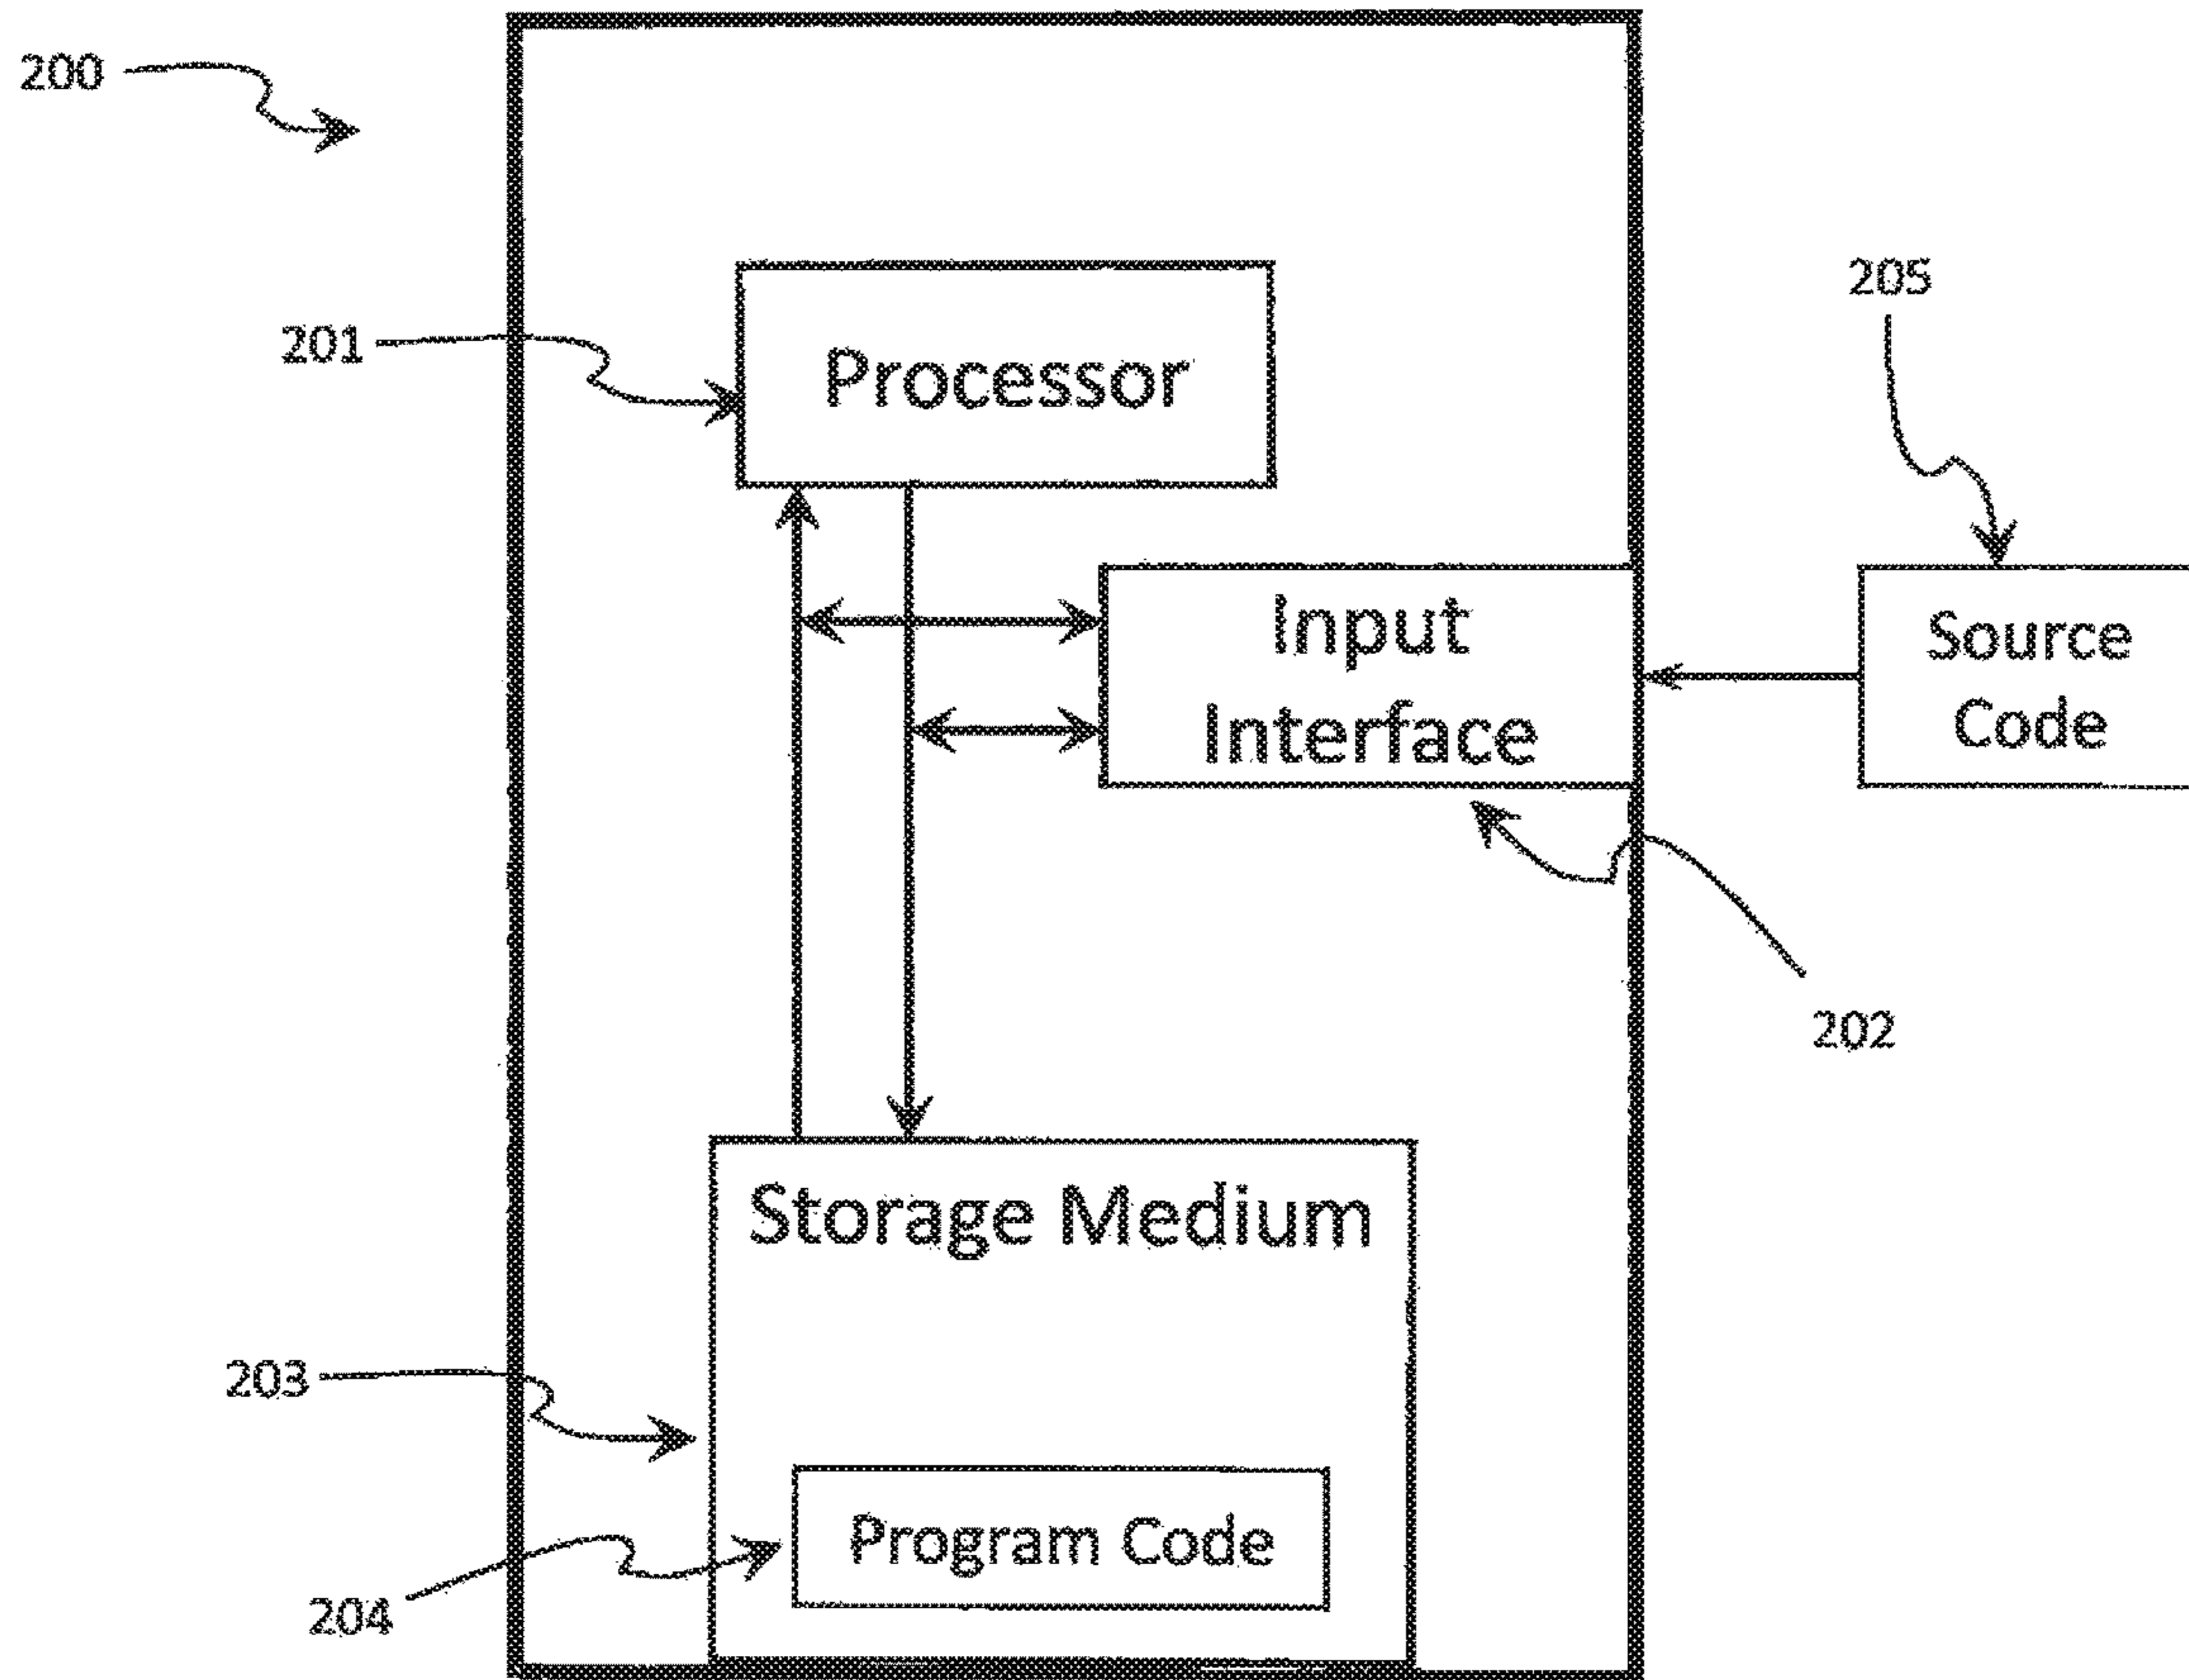 200
Processor
201
205
Input
Interface
Source
Code
202
Storage Medium
203
Program Code
204